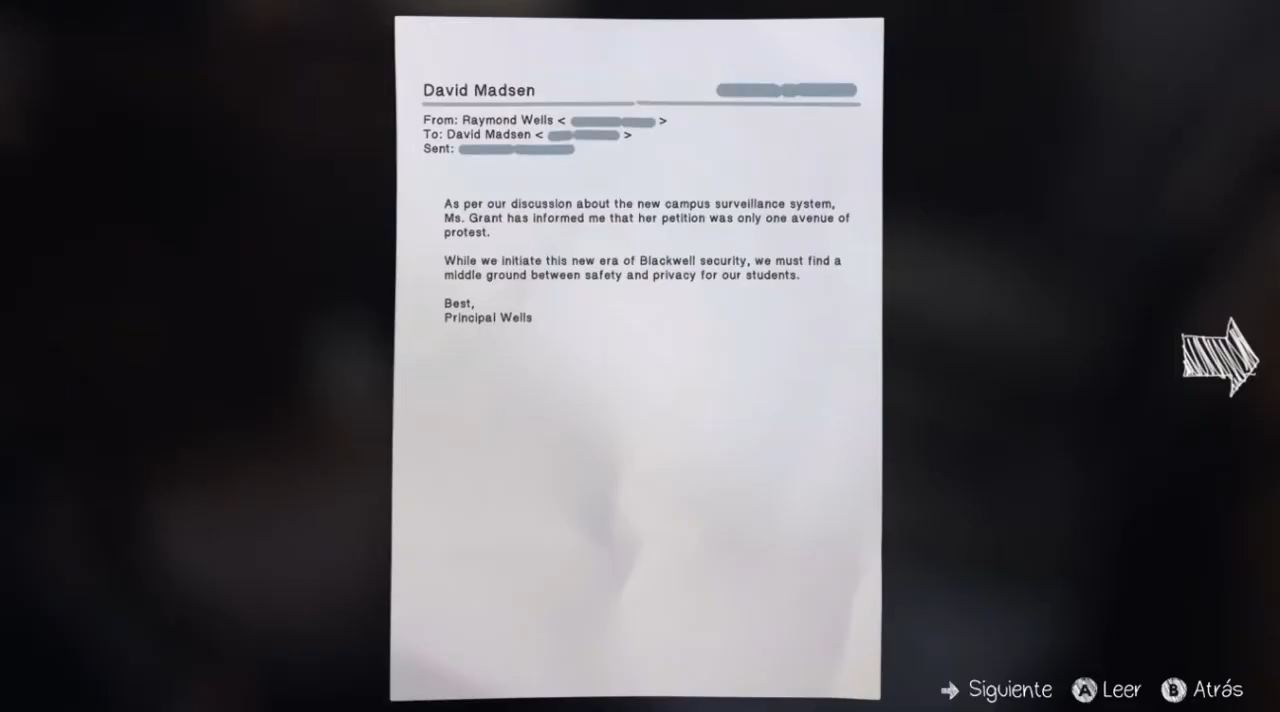 David Madsen
From: Raymond Wells < >
To: David Madsen < >
Sent:
As per our discussion about the new campus surveillance system,
Ms. Grant has informed me that her petition was only one avenue of
protest.
While we initiate this new era of Blackwell security, we must find a
middle ground between safety and privacy for our students.
Best,
Principal Wells
Siguiente A Leer B Atrás